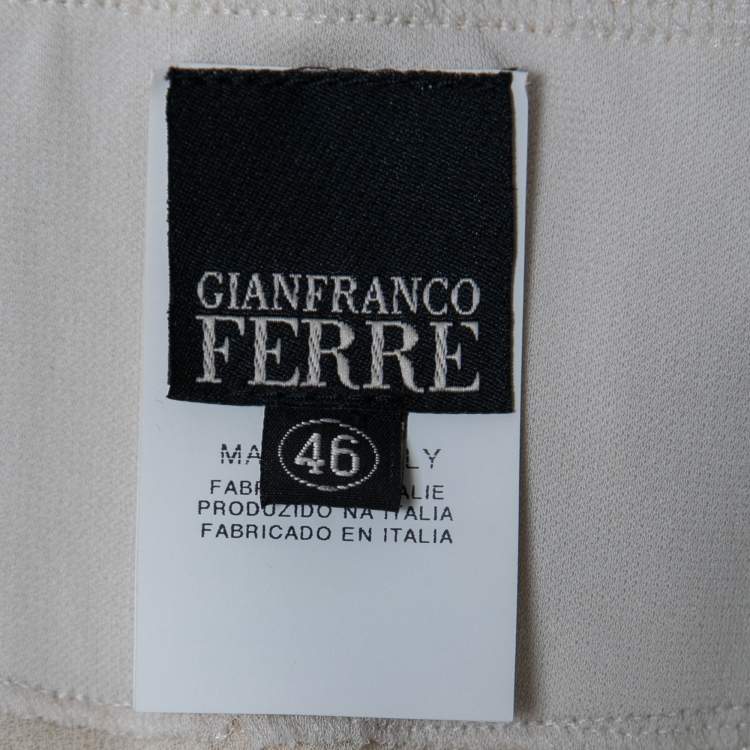 GIANFRANCO
FERRE
46
PRODUZIDO NA ITALIA
FABRICADO EN ITALIA